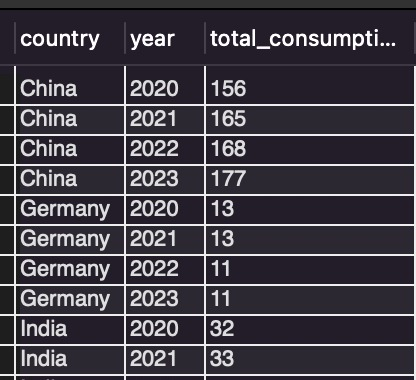 country year total_consumpti...
China 2020 156
China 2021 165
China 2022 168
China 2023 177
Germany 2020 13
Germany 2021 13
Germany 2022 11
Germany 2023 11
India 2020 32
India 2021 33